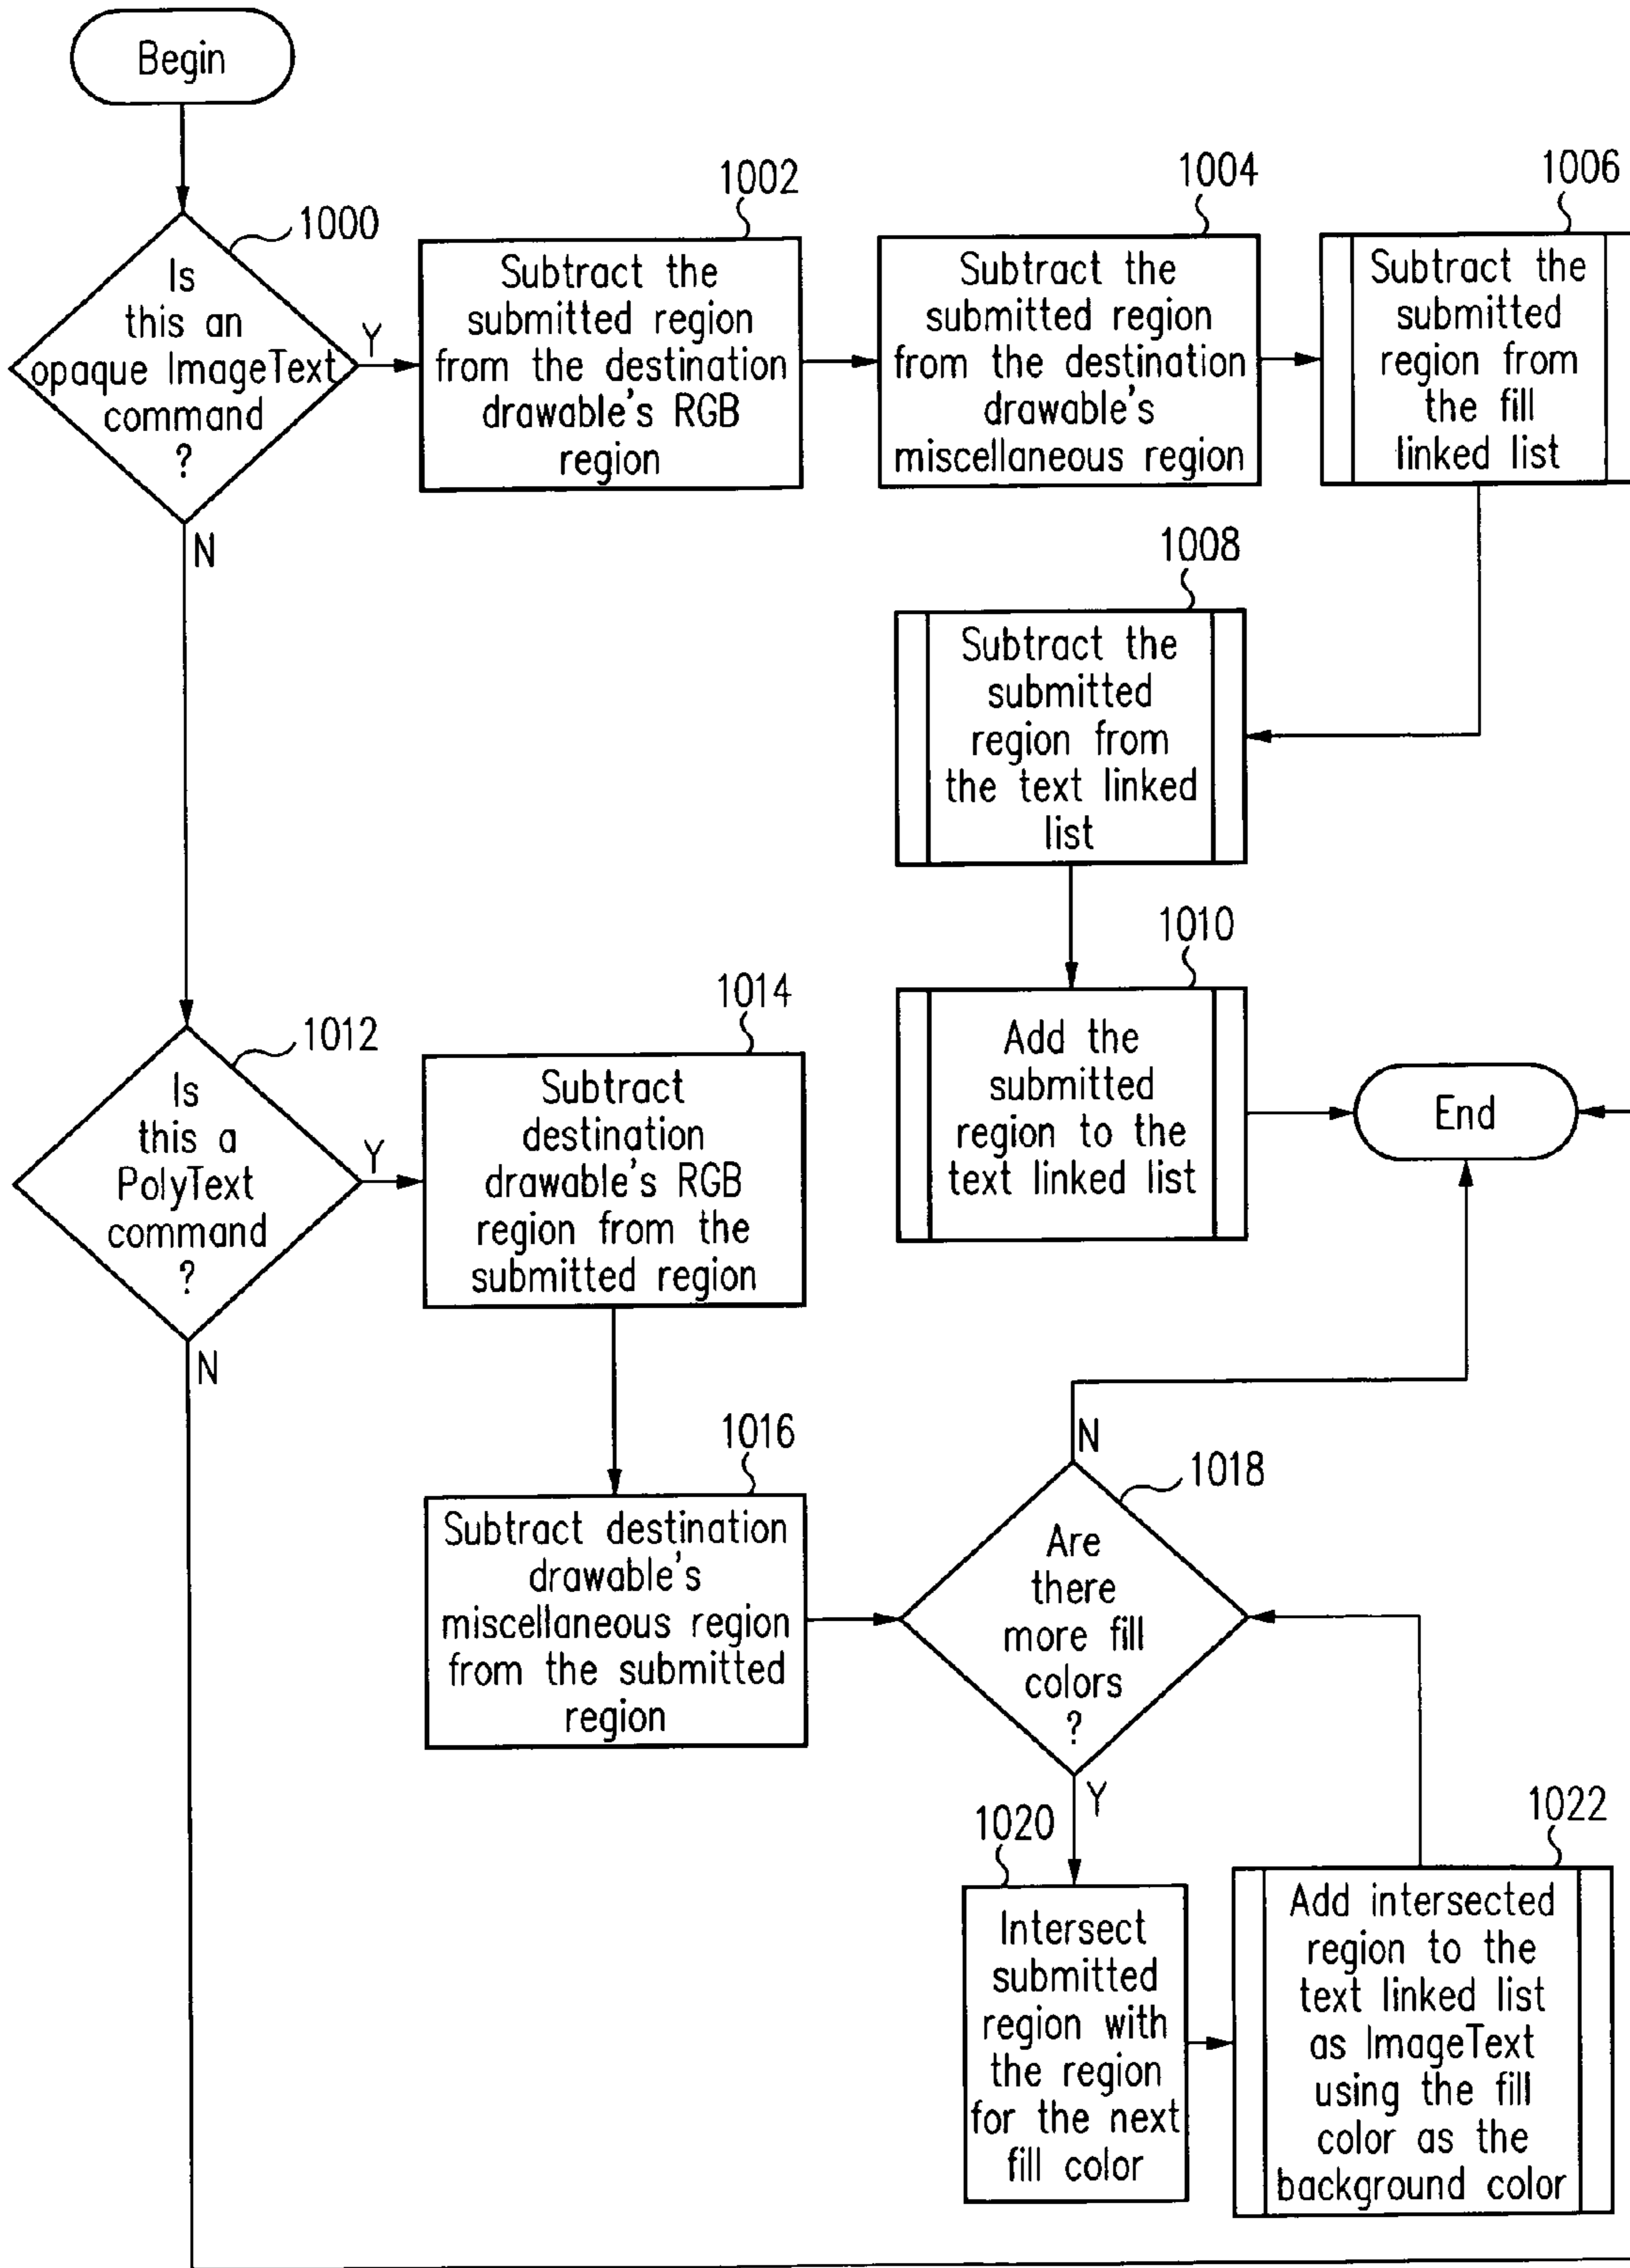 Begin
1000
Is
this an
opaque ImageText
command
?
Y
N
1002
Subtract the
submitted region
from the destination
drawable's RGB
region
1004
Subtract the
submitted region
from the destination
drawable's
miscellaneous region
1006
Subtract the
submitted
region from
the fill
linked list
1008
Subtract the
submitted
region from
the text linked
list
1010
Add the
submitted
region to the
text linked list
End
1012
Is
this a
PolyText
command
?
Y
N
1014
Subtract
destination
drawable's RGB
region from the
submitted region
1016
Subtract destination
drawable's
miscellaneous region
from the submitted
region
N
1018
Are
there
more fill
colors
?
Y
1020
Intersect
submitted
region with
the region
for the next
fill color
1022
Add intersected
region to the
text linked list
as ImageText
using the fill
color as the
background color